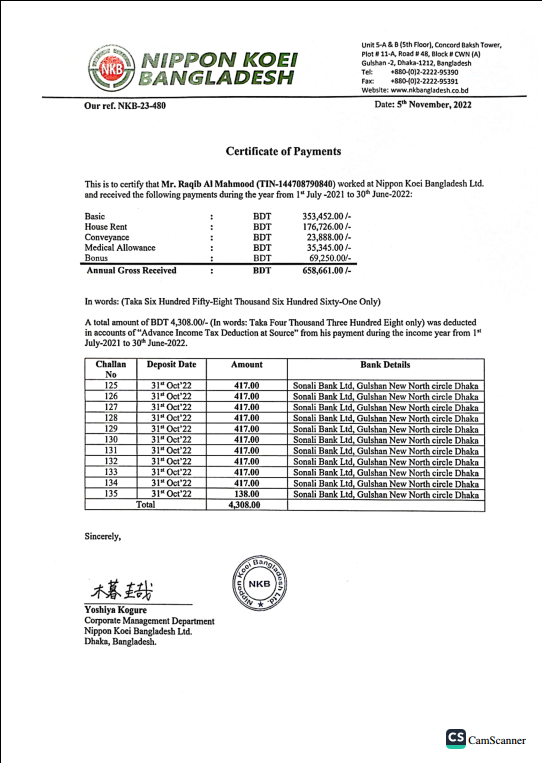 NKB
NIPPON KOEI
BANGLADESH
Unit 5-A & B (5th Floor), Concord Baksh Tower,
Plot # 11-A, Road # 48, Block # CWN (A)
Gulshan -2, Dhaka-1212, Bangladesh
Tel: +880-(0)2-2222-95390
Fax: +880-(0)2-2222-95391
Website: www.nkbangladesh.co.bd
Our ref. NKB-23-480 Date: 5th November, 2022
Certificate of Payments
This is to certify that Mr. Raqib Al Mahmood (TIN-144708790840) worked at Nippon Koei Bangladesh Ltd.
and received the following payments during the year from 1st July -2021 to 30th June-2022:
Basic : BDT 353,452.00 /-
House Rent : BDT 176,726.00 /-
Conveyance : BDT 23,888.00 /-
Medical Allowance : BDT 35,345.00 /-
Bonus : BDT 69,250.00/-
Annual Gross Received : BDT 658,661.00 /-
In words: (Taka Six Hundred Fifty-Eight Thousand Six Hundred Sixty-One Only)
A total amount of BDT 4,308.00/- (In words: Taka Four Thousand Three Hundred Eight only) was deducted
in accounts of “Advance Income Tax Deduction at Source” from his payment during the income year from 1st
July-2021 to 30th June-2022.
Challan No Deposit Date Amount Bank Details
125 31st Oct'22 417.00 Sonali Bank Ltd, Gulshan New North circle Dhaka
126 31st Oct'22 417.00 Sonali Bank Ltd, Gulshan New North circle Dhaka
127 31st Oct'22 417.00 Sonali Bank Ltd, Gulshan New North circle Dhaka
128 31st Oct'22 417.00 Sonali Bank Ltd, Gulshan New North circle Dhaka
129 31st Oct'22 417.00 Sonali Bank Ltd, Gulshan New North circle Dhaka
130 31st Oct'22 417.00 Sonali Bank Ltd, Gulshan New North circle Dhaka
131 31st Oct'22 417.00 Sonali Bank Ltd, Gulshan New North circle Dhaka
132 31st Oct'22 417.00 Sonali Bank Ltd, Gulshan New North circle Dhaka
133 31st Oct'22 417.00 Sonali Bank Ltd, Gulshan New North circle Dhaka
134 31st Oct'22 417.00 Sonali Bank Ltd, Gulshan New North circle Dhaka
135 31st Oct'22 138.00 Sonali Bank Ltd, Gulshan New North circle Dhaka
Total 4,308.00
Sincerely,
木暮 圭哉
Nippon Koei Bangladesh Ltd.
NKB
Yoshiya Kogure
Corporate Management Department
Nippon Koei Bangladesh Ltd.
Dhaka, Bangladesh.
CS CamScanner